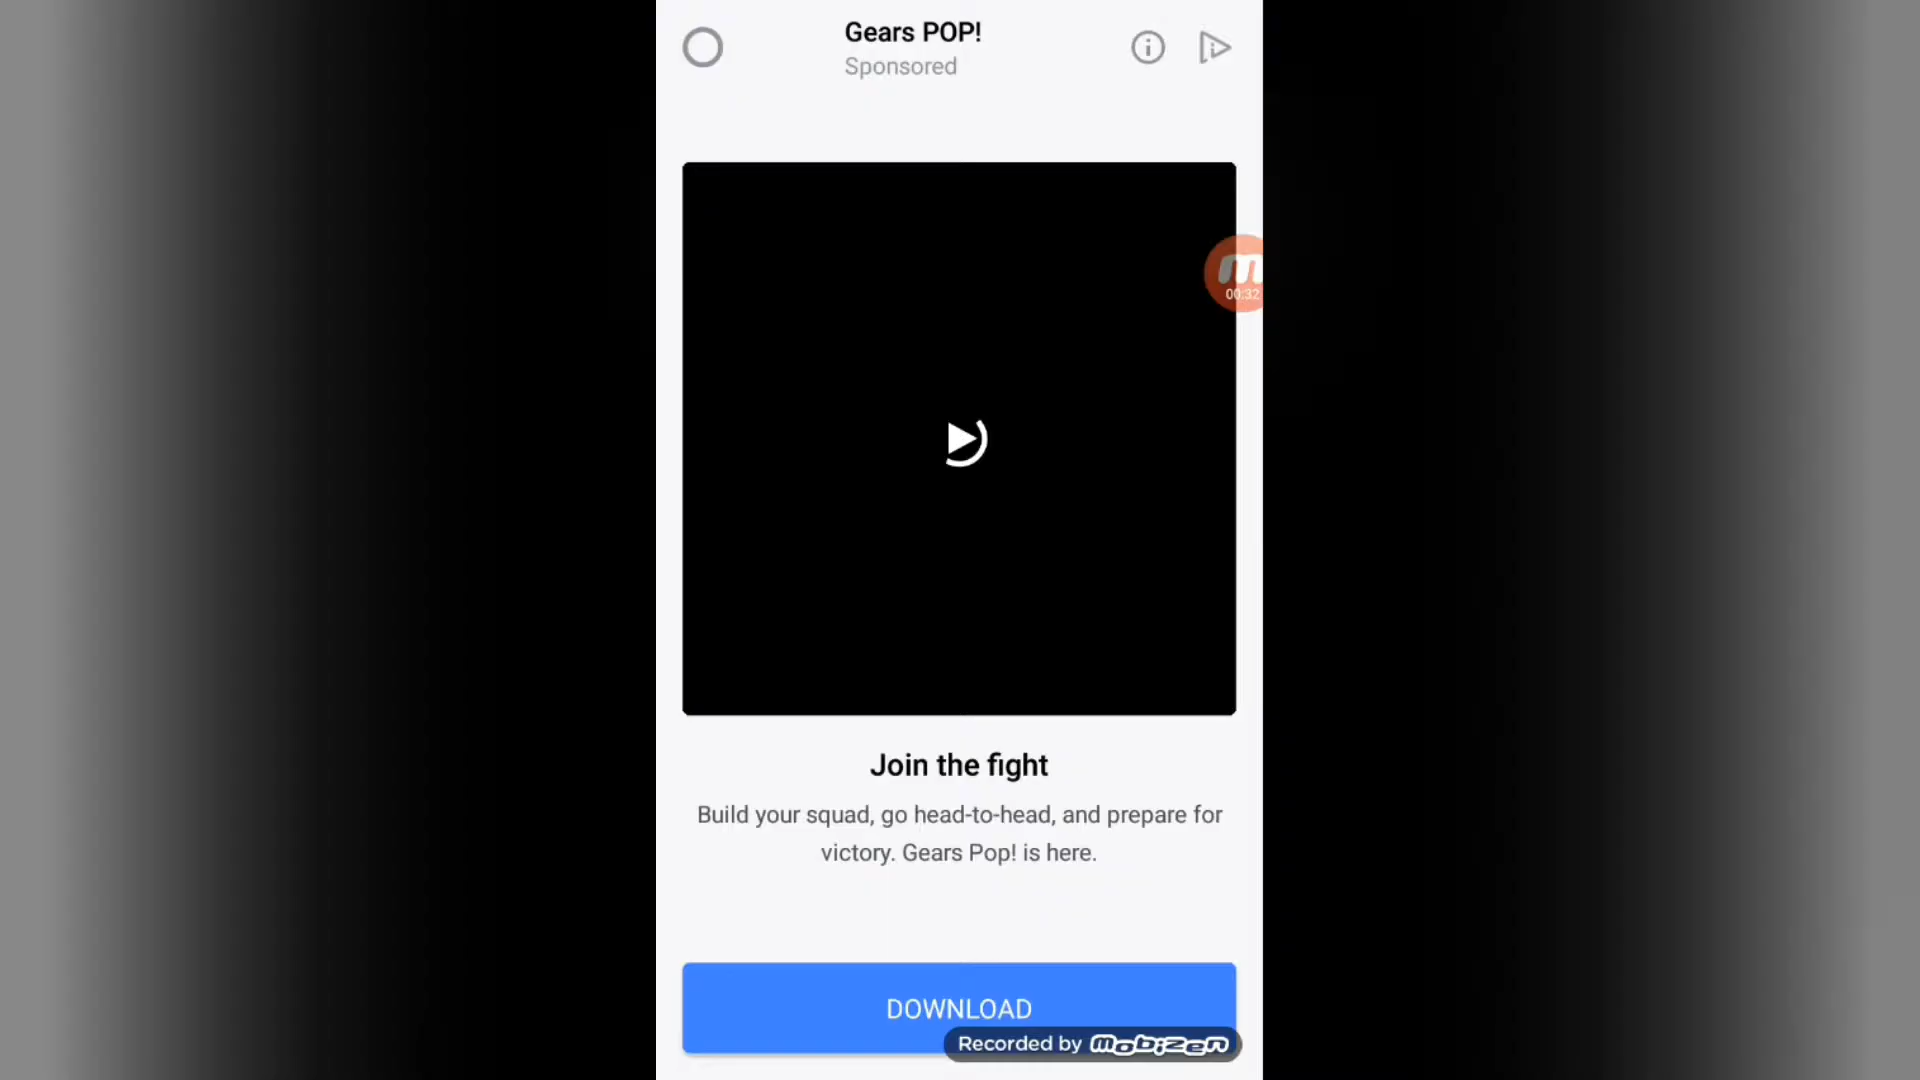 Gears POP!
Sponsored
00:32
Join the fight
Build your squad, go head-to-head, and prepare for
victory. Gears Pop! is here.
DOWNLOAD
Recorded by mobizen